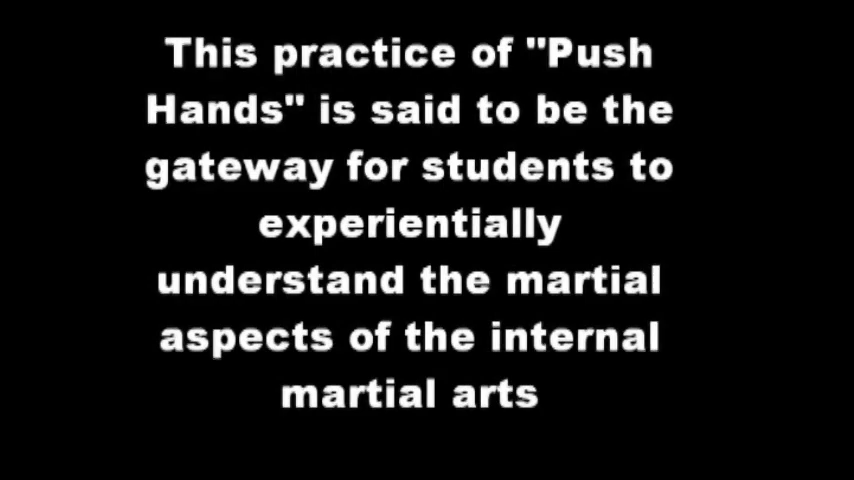 This practice of "Push
Hands" is said to be the
gateway for students to
experientially
understand the martial
aspects of the internal
martial arts